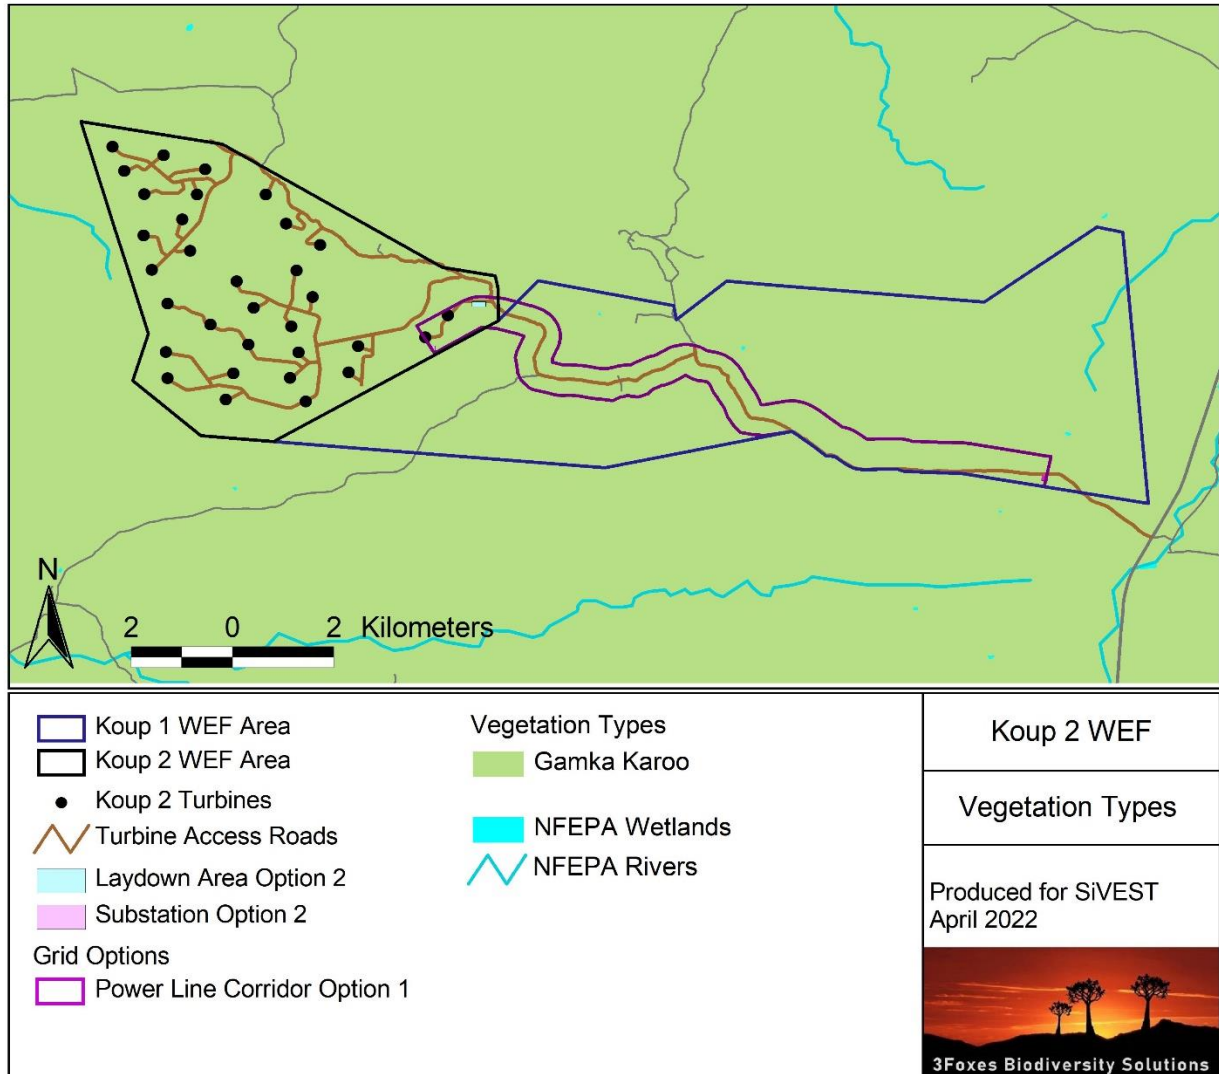 N
2 0 2 Kilometers
Koup 1 WEF Area
Koup 2 WEF Area
Koup 2 Turbines
Turbine Access Roads
Laydown Area Option 2
Substation Option 2
Grid Options
Power Line Corridor Option 1
Vegetation Types
Gamka Karoo
NFEPA Wetlands
NFEPA Rivers
Koup 2 WEF
Vegetation Types
Produced for SiVEST
April 2022
3Foxes Biodiversity Solutions